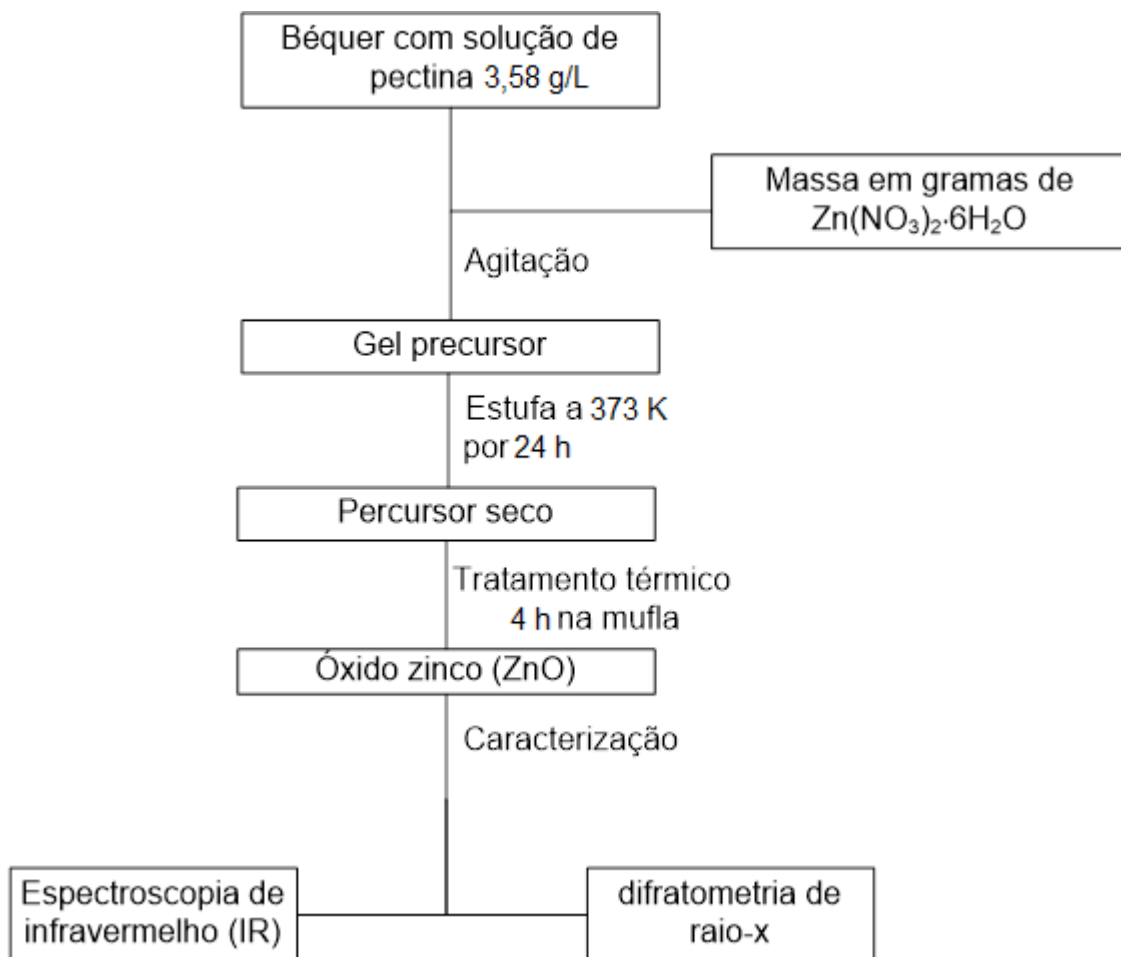 Béquer com solução de
pectina 3,58 g/L
Massa em gramas de
Zn(NO₃)₂·6H₂O
Agitação
Gel precursor
Estufa a 373 K
por 24 h
Percursor seco
Tratamento térmico
4 h na mufla
Óxido zinco (ZnO)
Caracterização
Espectroscopia de
infravermelho (IR)
difratometria de
raio-x